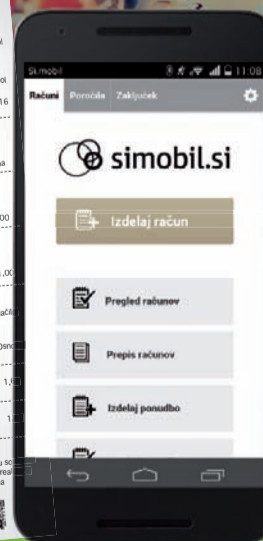 Si.mobil 11:08
Računi Poročila Zaključek
simobil.si
Izdelaj račun
Pregled računov
Prepis računov
Izdelaj ponudbo